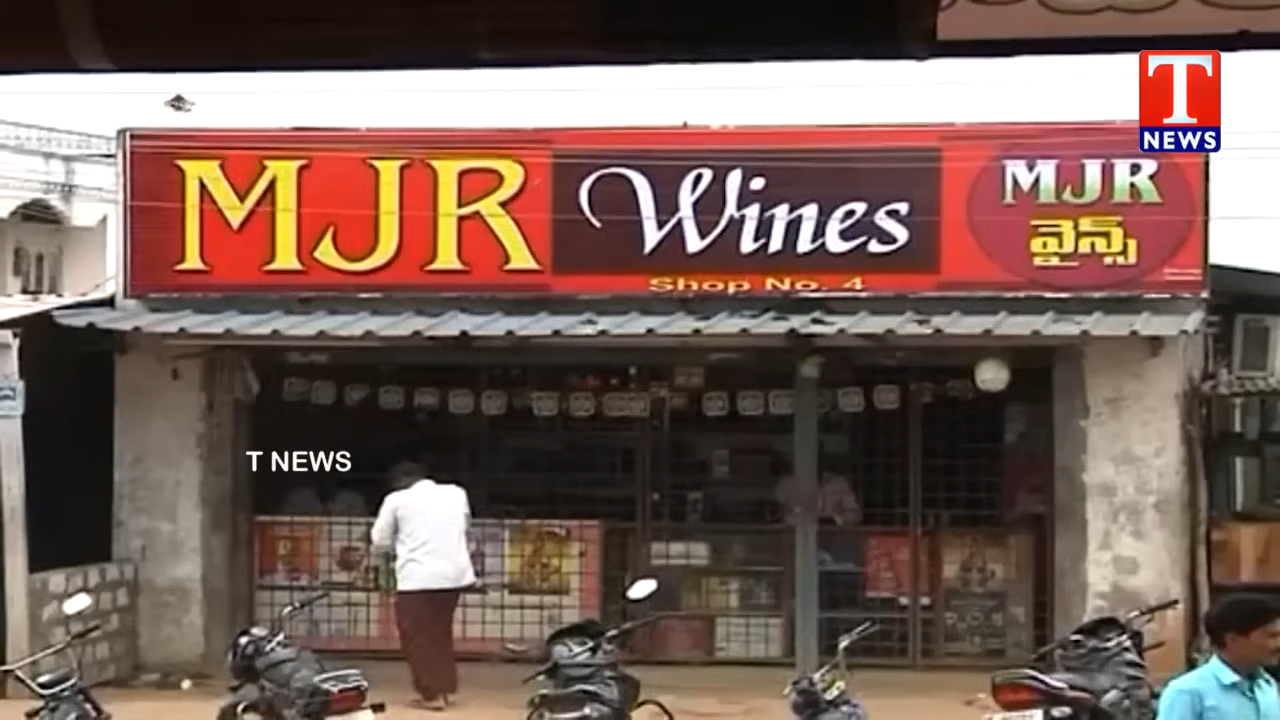 T
NEWS
MJR Wines
Shop No. 4
MJR
వైన్స్
T NEWS